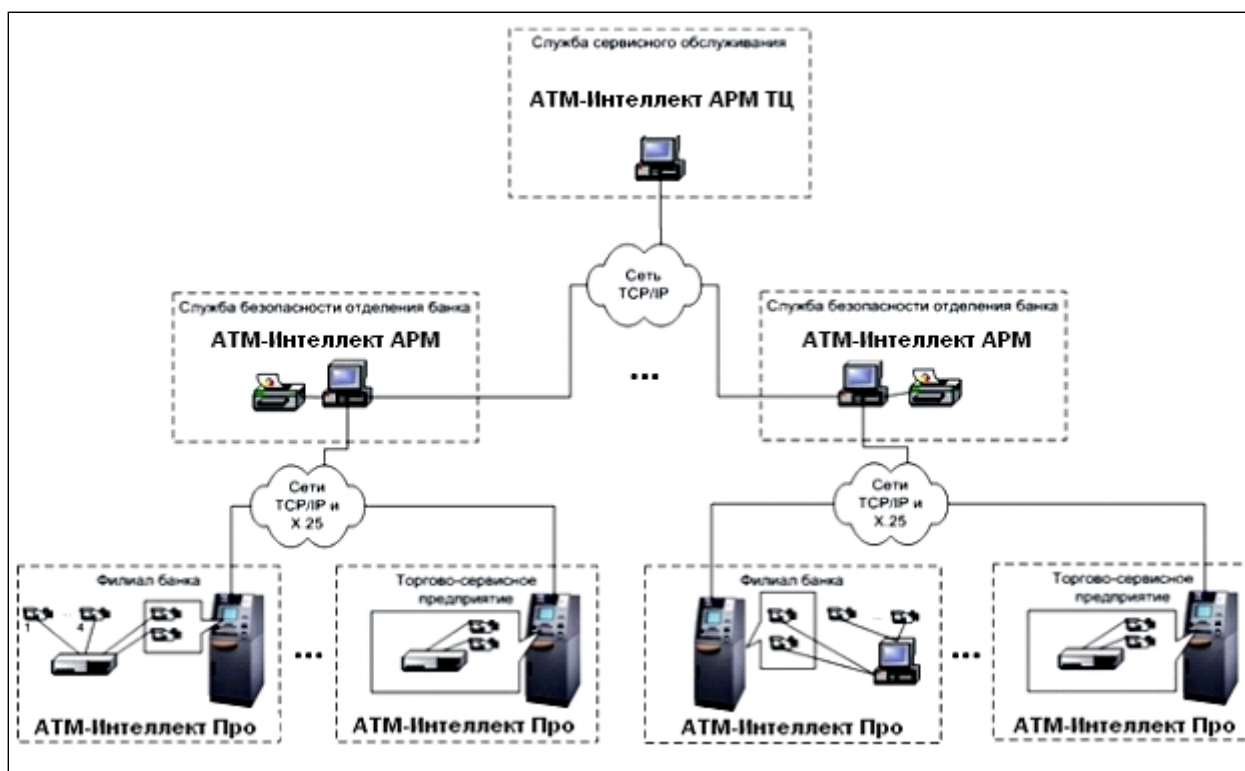 Служба сервисного обслуживания
АТМ-Интеллект АРМ ТЦ
Сеть
TCP/IP
Служба безопасности отделения банка
АТМ-Интеллект АРМ
Служба безопасности отделения банка
АТМ-Интеллект АРМ
...
Сети
TCP/IP и
X.25
Сети
TCP/IP и
X.25
Филиал банка
1
...
4
АТМ-Интеллект Про
...
Торгово-сервисное
предприятие
АТМ-Интеллект Про
Филиал банка
...
АТМ-Интеллект Про
...
Торгово-сервисное
предприятие
АТМ-Интеллект Про